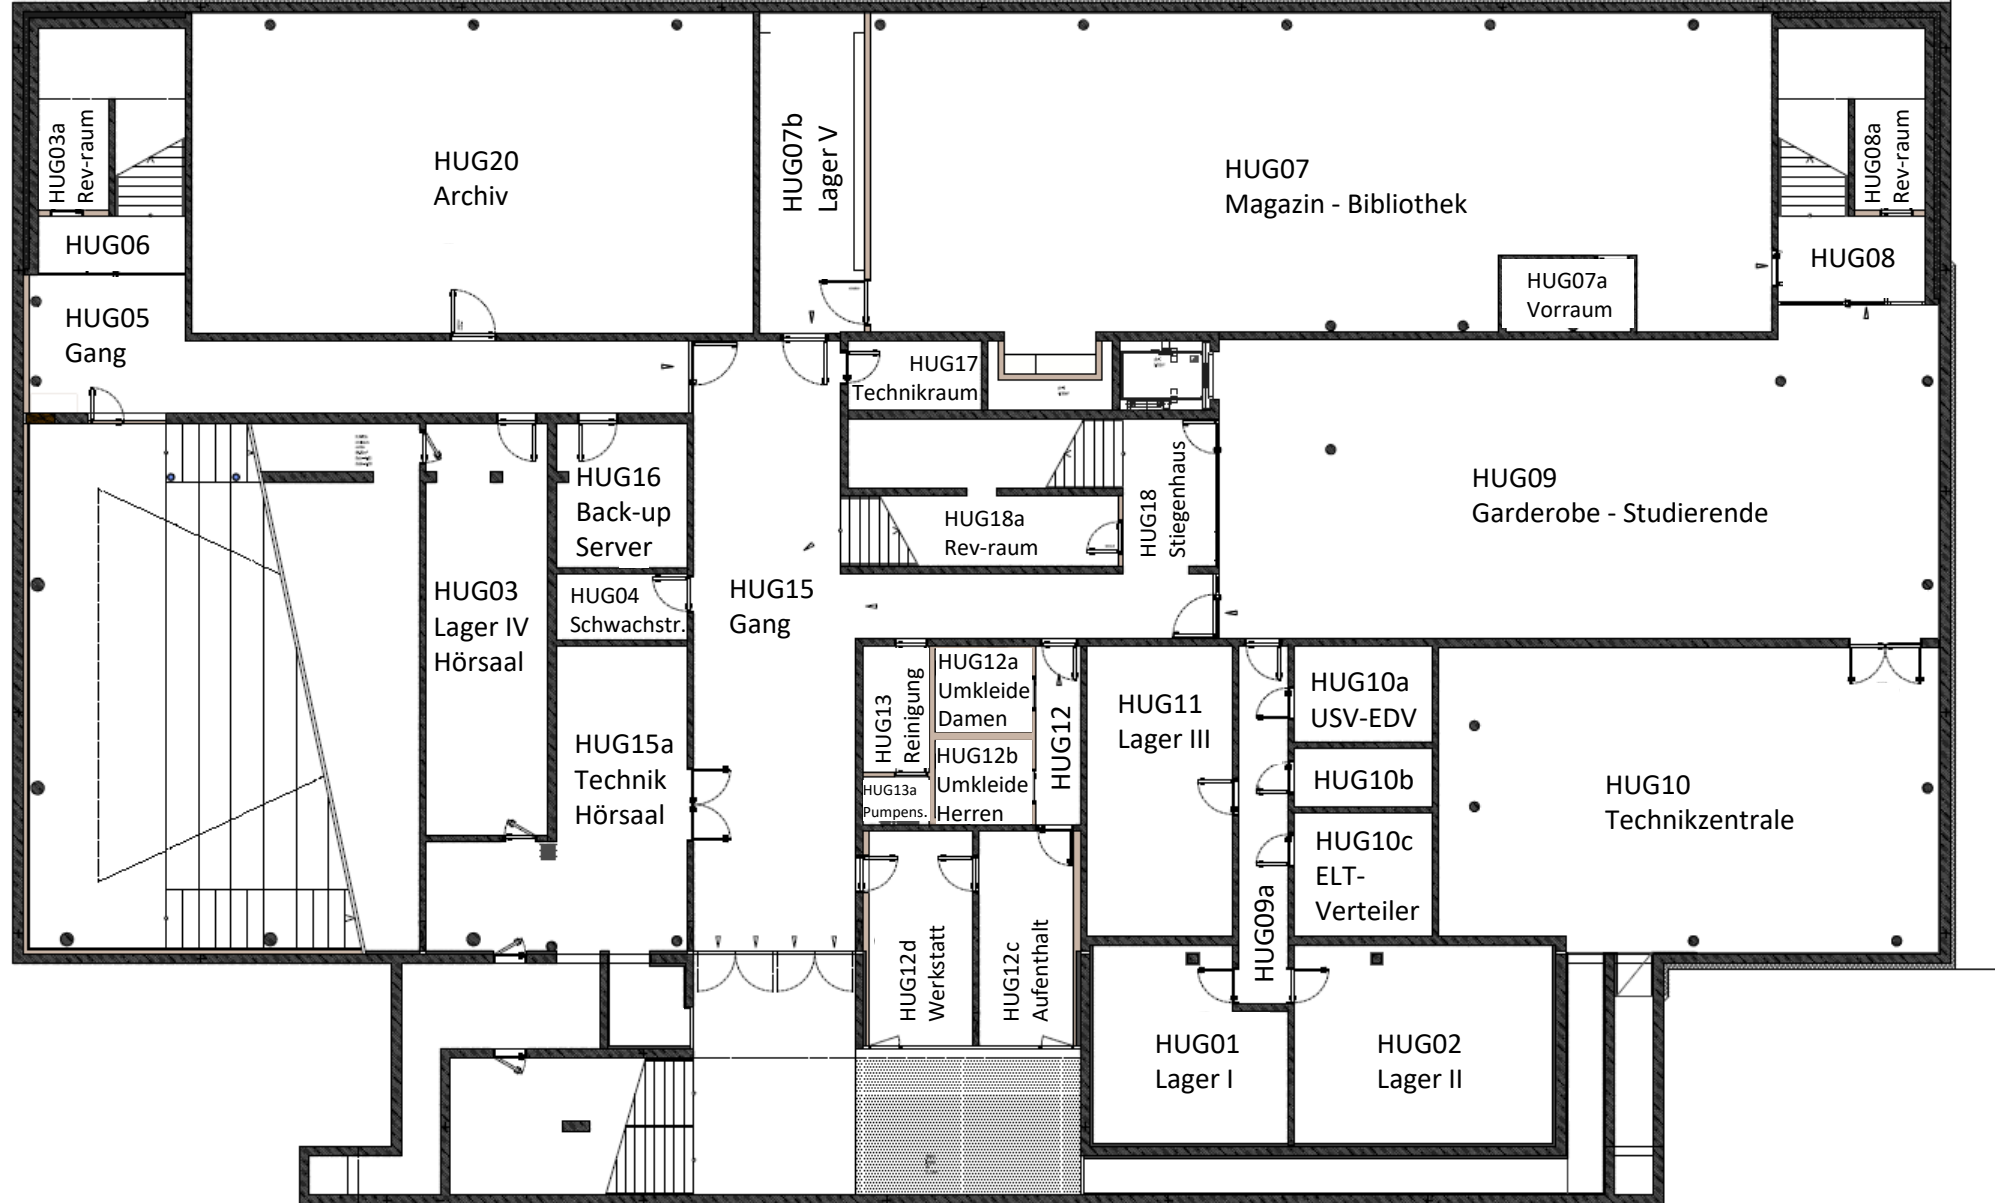 HUG03a
Rev-raum
HUG06
HUG05
Gang
HUG20
Archiv
HUG07b
Lager V
HUG07
Magazin - Bibliothek
HUG07a
Vorraum
HUG08a
Rev-raum
HUG08
HUG17
Technikraum
HUG18
Stiegenhaus
HUG18a
Rev-raum
HUG09
Garderobe - Studierende
HUG16
Back-up
Server
HUG03
Lager IV
Hörsaal
HUG04
Schwachstr.
HUG15
Gang
HUG15a
Technik
Hörsaal
HUG13
Reinigung
HUG13a
Pumpens.
HUG12a
Umkleide
Damen
HUG12b
Umkleide
Herren
HUG12
HUG11
Lager III
HUG09a
HUG10a
USV-EDV
HUG10b
HUG10c
ELT-
Verteiler
HUG10
Technikzentrale
HUG12d
Werkstatt
HUG12c
Aufenthalt
HUG01
Lager I
HUG02
Lager II